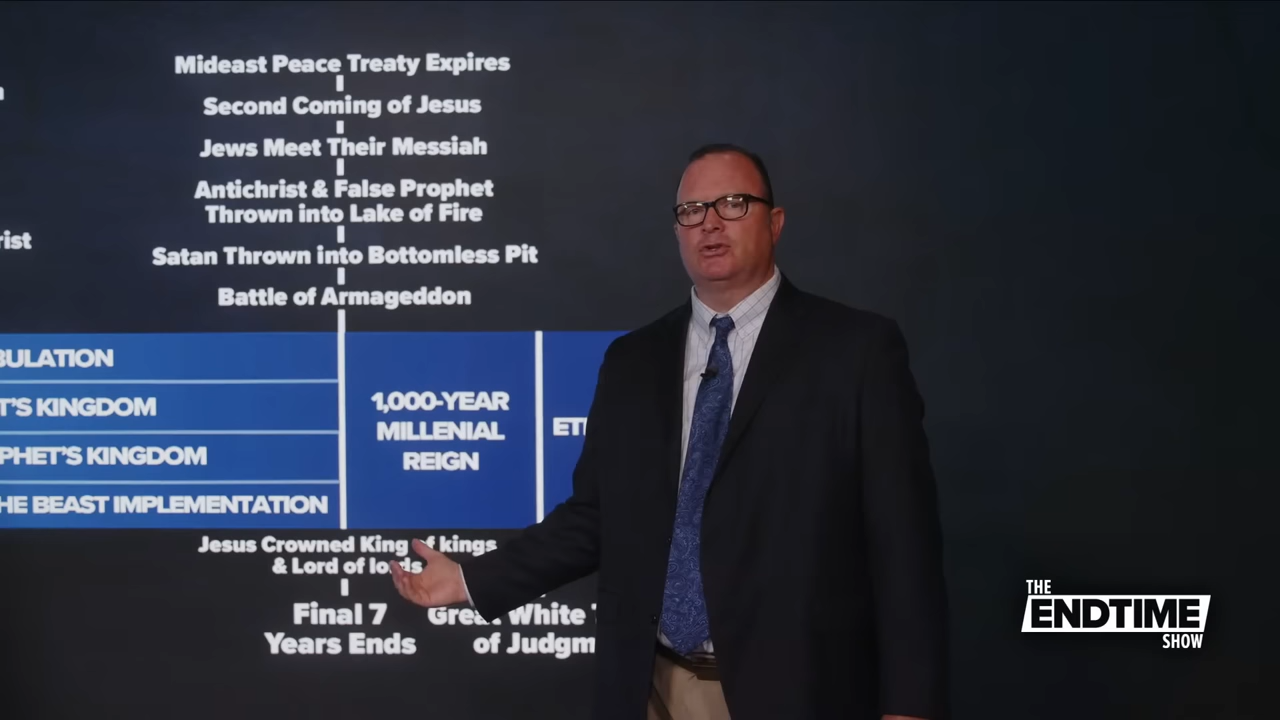 Mideast Peace Treaty Expires
Second Coming of Jesus
Jews Meet Their Messiah
Antichrist & False Prophet
Thrown into Lake of Fire
Satan Thrown into Bottomless Pit
Battle of Armageddon
1,000-YEAR
MILLENIAL
REIGN
T'S KINGDOM
PHET'S KINGDOM
HE BEAST IMPLEMENTATION
Jesus Crowned King of kings
& Lord of lords
Final 7
Years Ends
Great White
of Judgm
THE
ENDTIME
SHOW